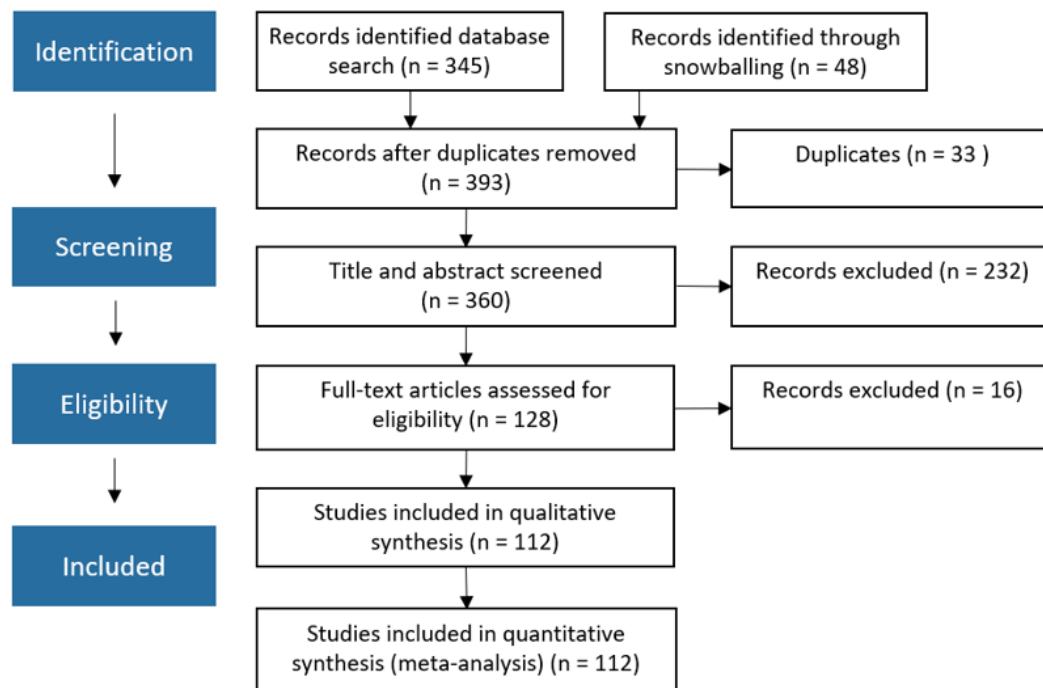 Identification
Records identified database
search (n = 345)
Records identified through
snowballing (n = 48)
Records after duplicates removed
(n = 393)
Duplicates (n = 33 )
Screening
Title and abstract screened
(n = 360)
Records excluded (n = 232)
Eligibility
Full-text articles assessed for
eligibility (n = 128)
Records excluded (n = 16)
Included
Studies included in qualitative
synthesis (n = 112)
Studies included in quantitative
synthesis (meta-analysis) (n = 112)